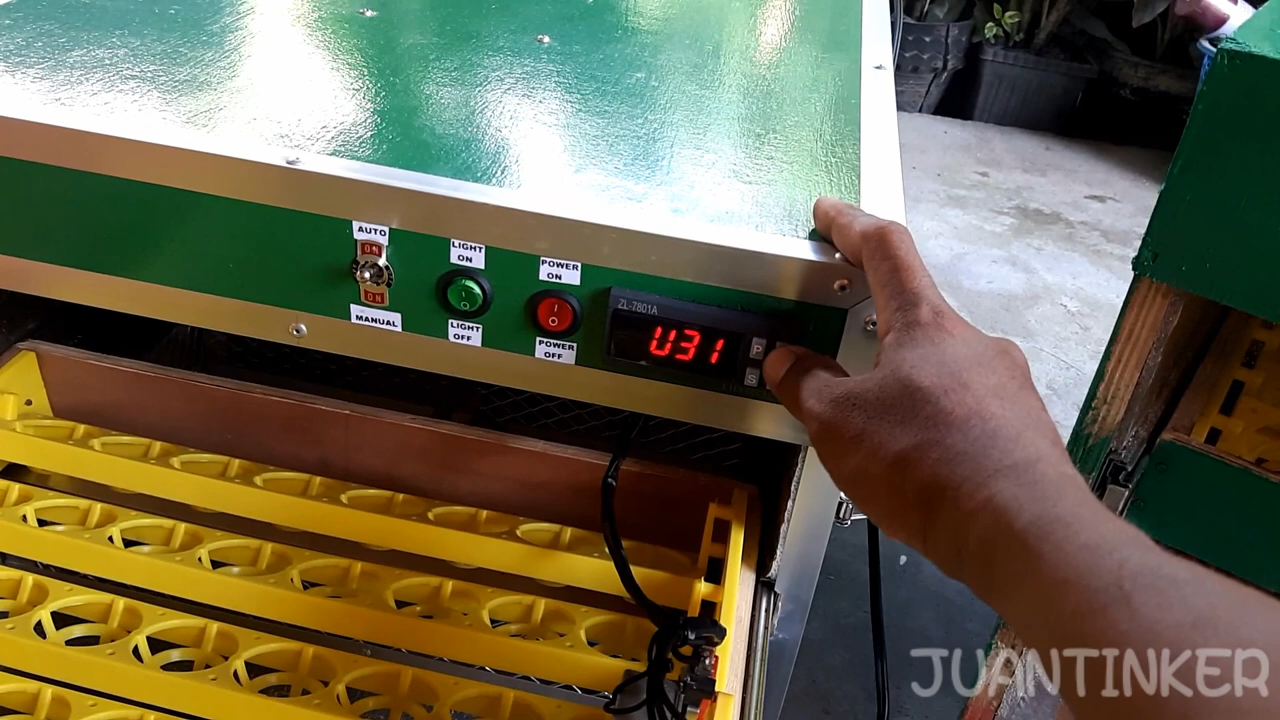 AUTO
ON
ON
MANUAL
LIGHT
ON
LIGHT
OFF
POWER
ON
POWER
OFF
ZL-7801A
U31
P
S
JUANTINKER